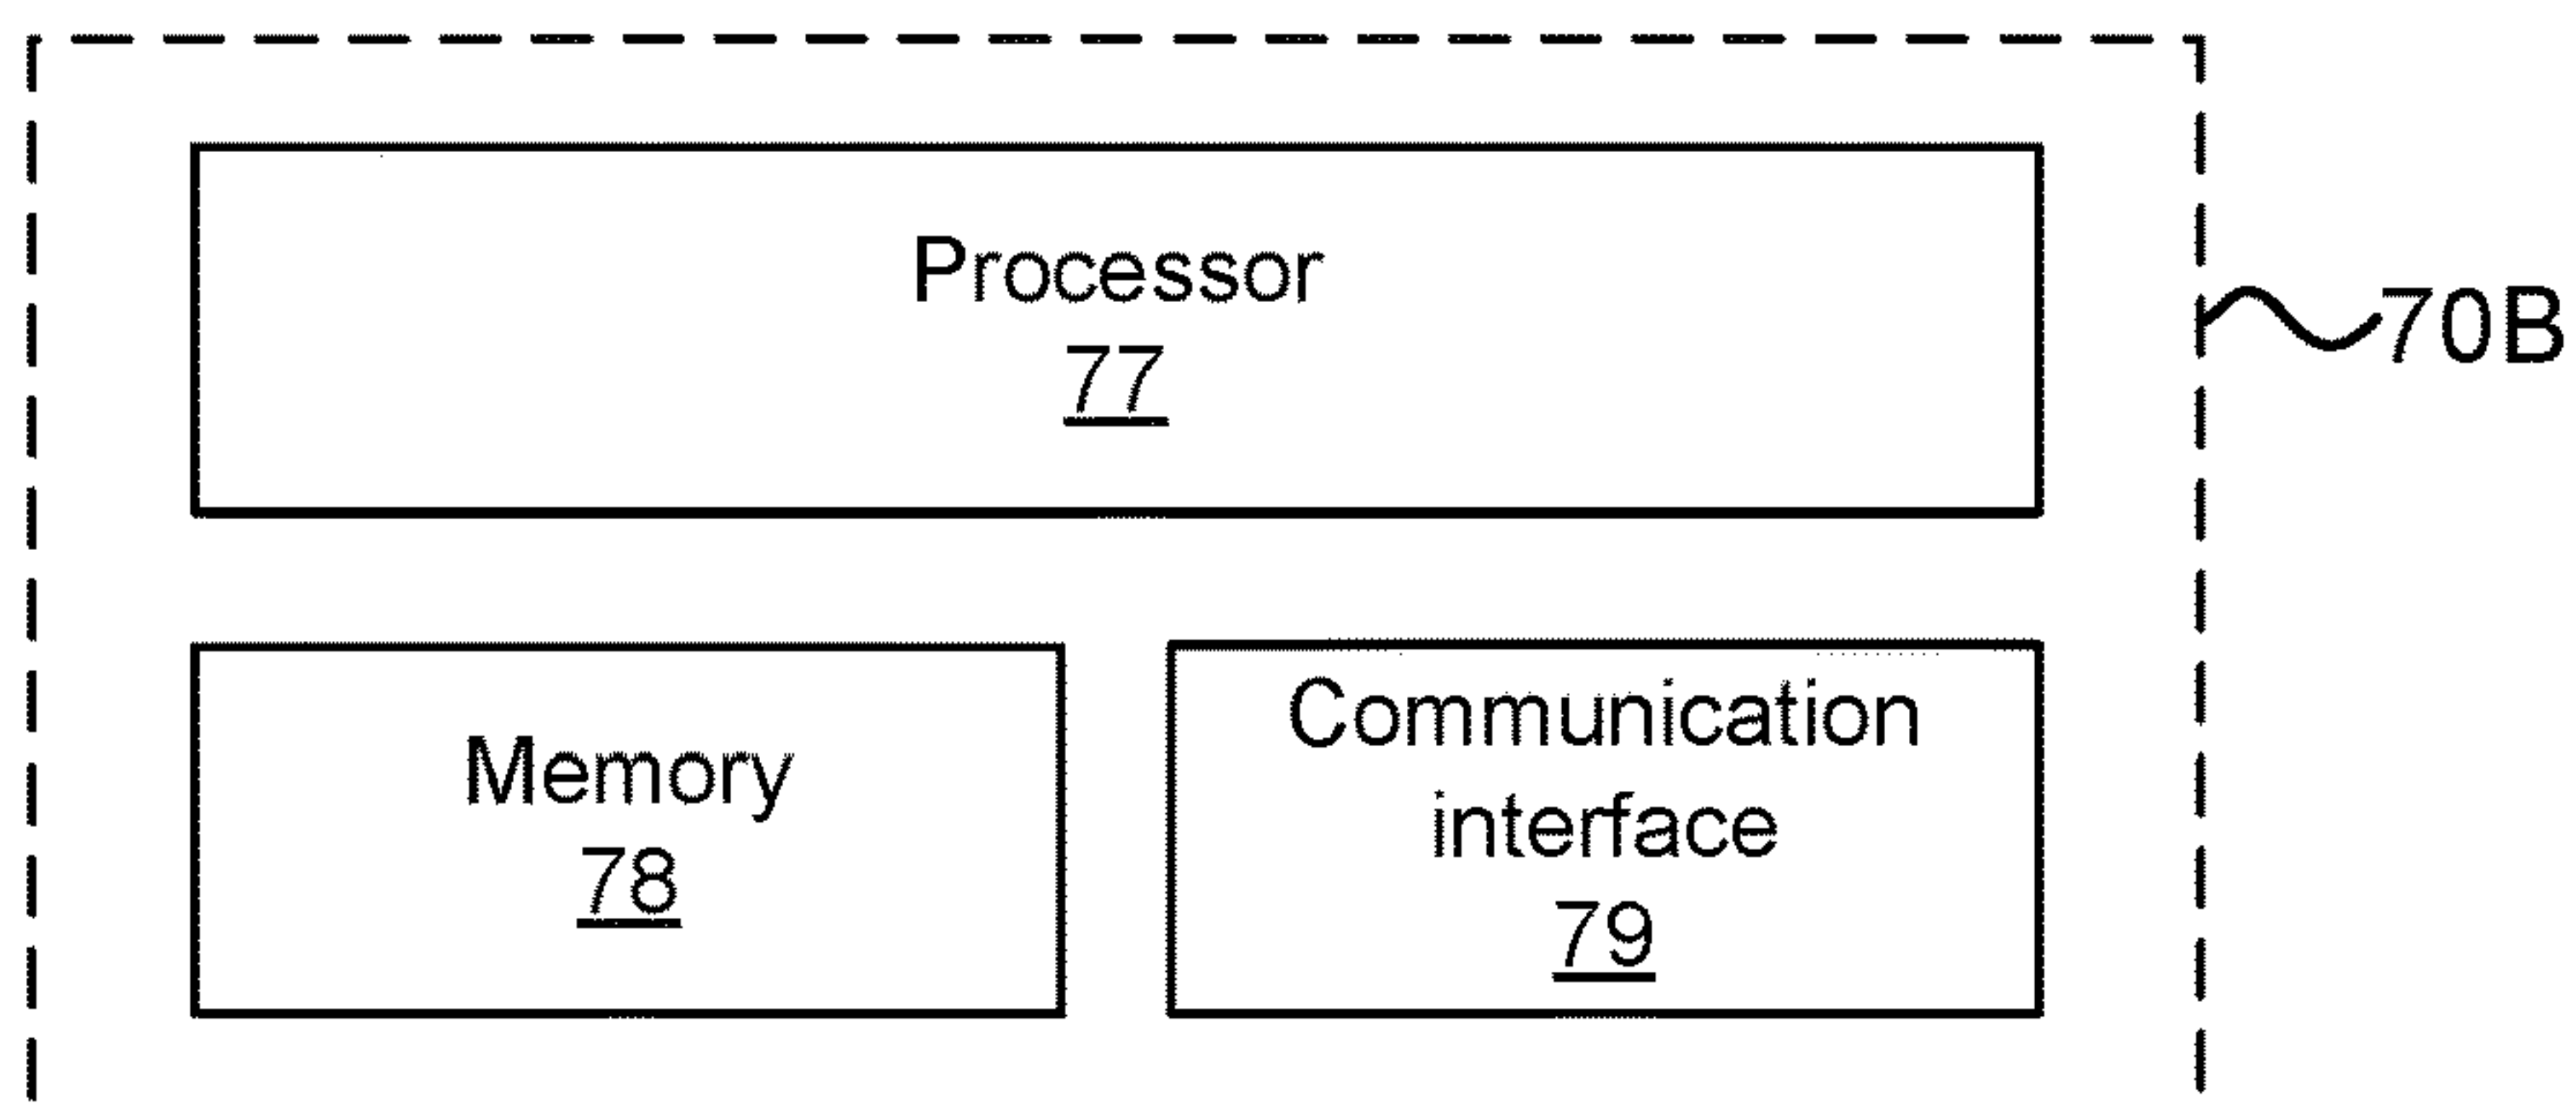 Processor
77
70B
Memory
78
Communication
interface
79